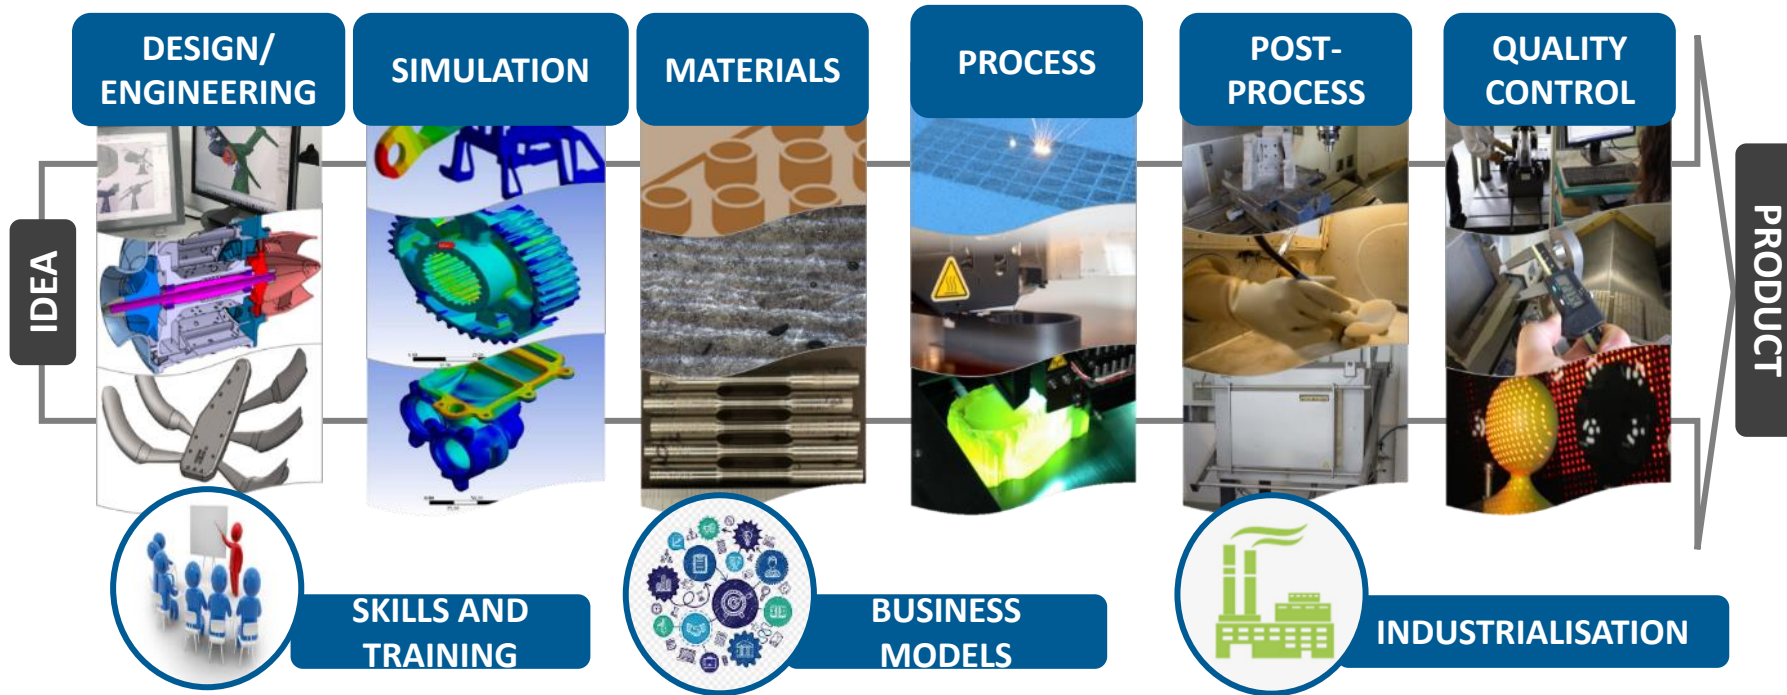 DESIGN/
ENGINEERING
SIMULATION
MATERIALS
PROCESS
POST-
PROCESS
QUALITY
CONTROL
IDEA
PRODUCT
SKILLS AND
TRAINING
BUSINESS
MODELS
INDUSTRIALISATION